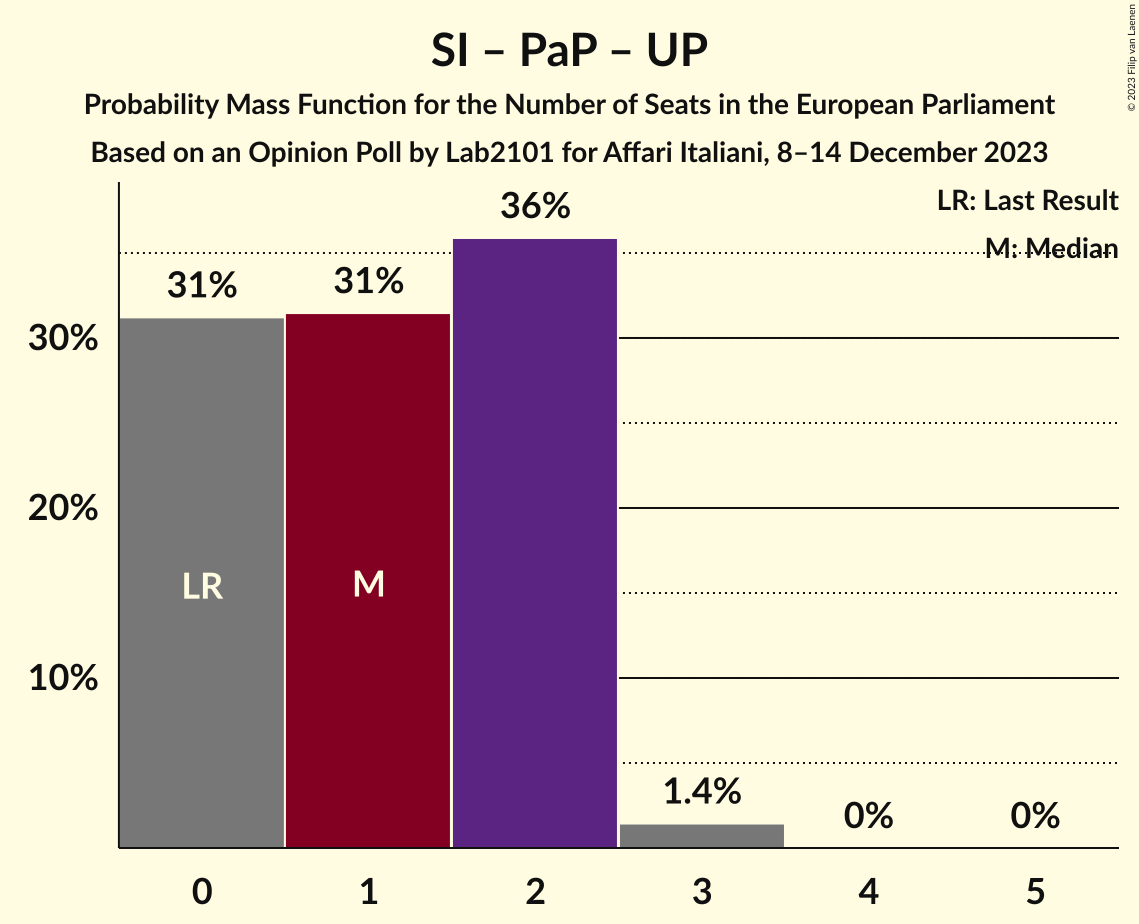 SI – PaP – UP
Probability Mass Function for the Number of Seats in the European Parliament
Based on an Opinion Poll by Lab2101 for Affari Italiani, 8–14 December 2023
© 2023 Filip van Laenen
LR: Last Result
M: Median
36%
31%
31%
30%
20%
10%
LR
M
1.4%
0%
0%
0
1
2
3
4
5